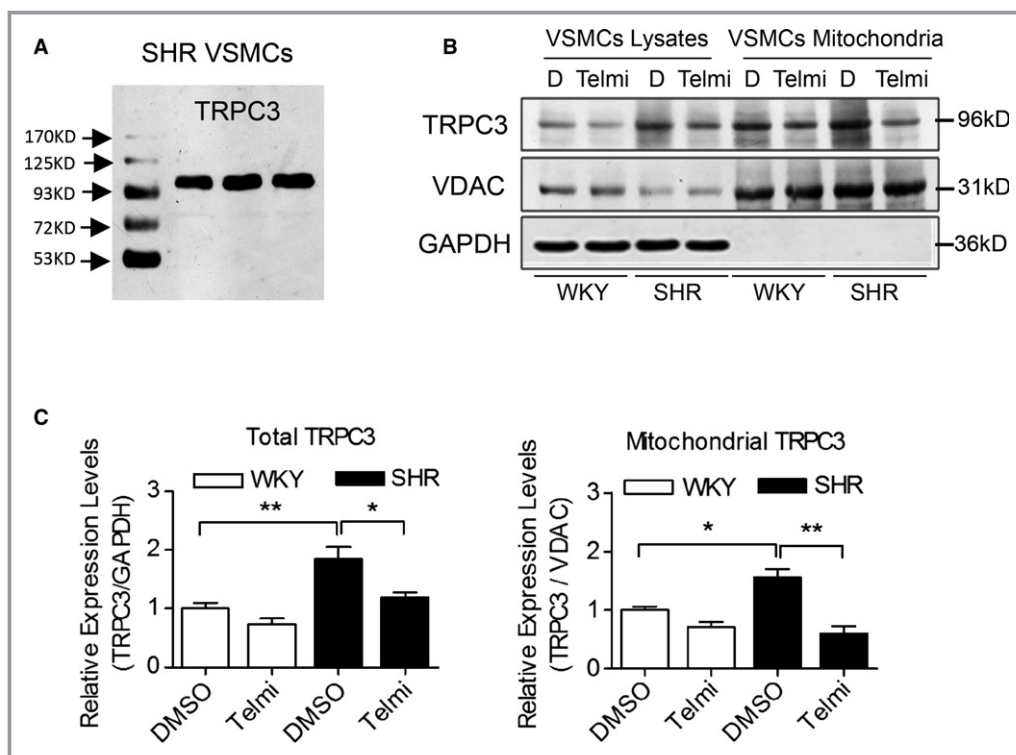 A
SHR VSMCs
TRPC3
170KD
125KD
93KD
72KD
53KD
B
VSMCs Lysates VSMCs Mitochondria
D Telmi D Telmi D Telmi D Telmi
TRPC3 96kD
VDAC 31kD
GAPDH 36kD
WKY SHR WKY SHR
C
Total TRPC3
WKY SHR
Relative Expression Levels
(TRPC3/GAPDH)
3
2
1
0
** *
DMSO Telmi DMSO Telmi
Mitochondrial TRPC3
WKY SHR
Relative Expression Levels
(TRPC3 / VDAC)
3
2
1
0
* **
DMSO Telmi DMSO Telmi